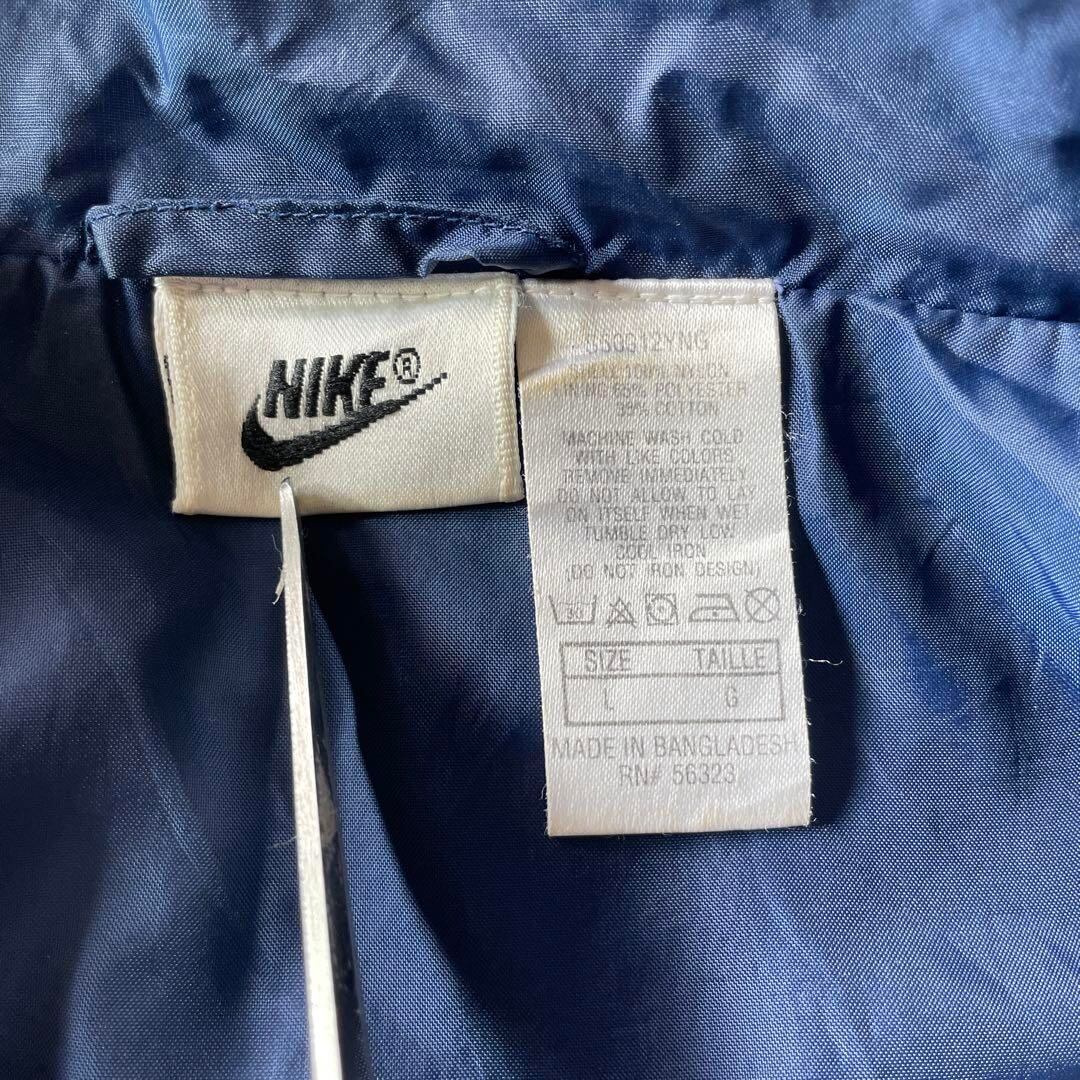 NIKE®
100% NYLON
65% POLYESTER
35% COTTON
MACHINE WASH COLD
WITH LIKE COLORS
REMOVE IMMEDIATELY
DO NOT ALLOW TO LAY
ON ITSELF WHEN WET
TUMBLE DRY LOW
COOL IRON
(DO NOT IRON DESIGN)
SIZE TAILLE
L G
MADE IN BANGLADESH
RN# 56323